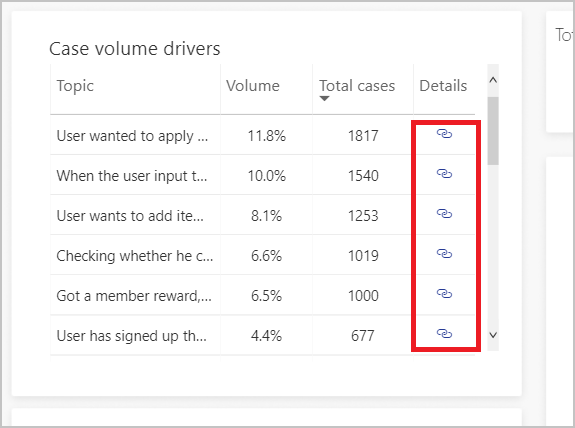 Case volume drivers
Topic Volume Total cases Details
User wanted to apply ... 11.8% 1817
When the user input t... 10.0% 1540
User wants to add ite... 8.1% 1253
Checking whether he c... 6.6% 1019
Got a member reward,... 6.5% 1000
User has signed up th... 4.4% 677